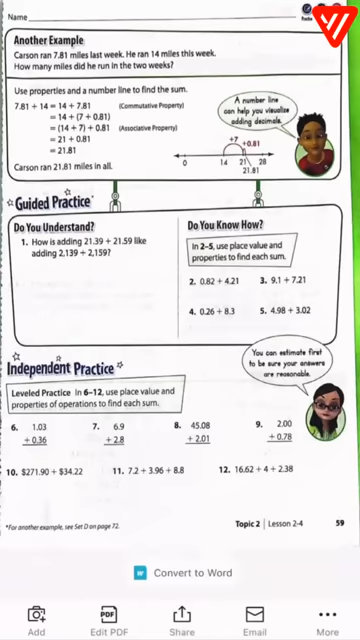 Name
Another Example
Carson ran 7.81 miles last week. He ran 14 miles this week.
How many miles did he run in the two weeks?
Use properties and a number line to find the sum.
7.81 + 14 = 14 + 7.81 (Commutative Property)
= 14 + (7 + 0.81)
= (14 + 7) + 0.81 (Associative Property)
= 21 + 0.81
= 21.81
Carson ran 21.81 miles in all.
A number line
can help you visualize
adding decimals.
+7 +0.81
0 14 21 28
21.81
Guided Practice*
Do You Understand?
1. How is adding 21.39 + 21.59 like
adding 2,139 + 2,159?
Do You Know How?
In 2–5, use place value and
properties to find each sum.
2. 0.82 + 4.21 3. 9.1 + 7.21
4. 0.26 + 8.3 5. 4.98 + 3.02
Independent Practice*
You can estimate first
to be sure your answers
are reasonable.
Leveled Practice In 6–12, use place value and
properties of operations to find each sum.
6. 1.03 7. 6.9 8. 45.08 9. 2.00
+ 0.36 + 2.8 + 2.01 + 0.78
10. $271.90 + $34.22 11. 7.2 + 3.96 + 8.8 12. 16.62 + 4 + 2.38
*For another example, see Set D on page 72.
Topic 2 | Lesson 2-4 59
W Convert to Word
PDF
Add Edit PDF Share Email More